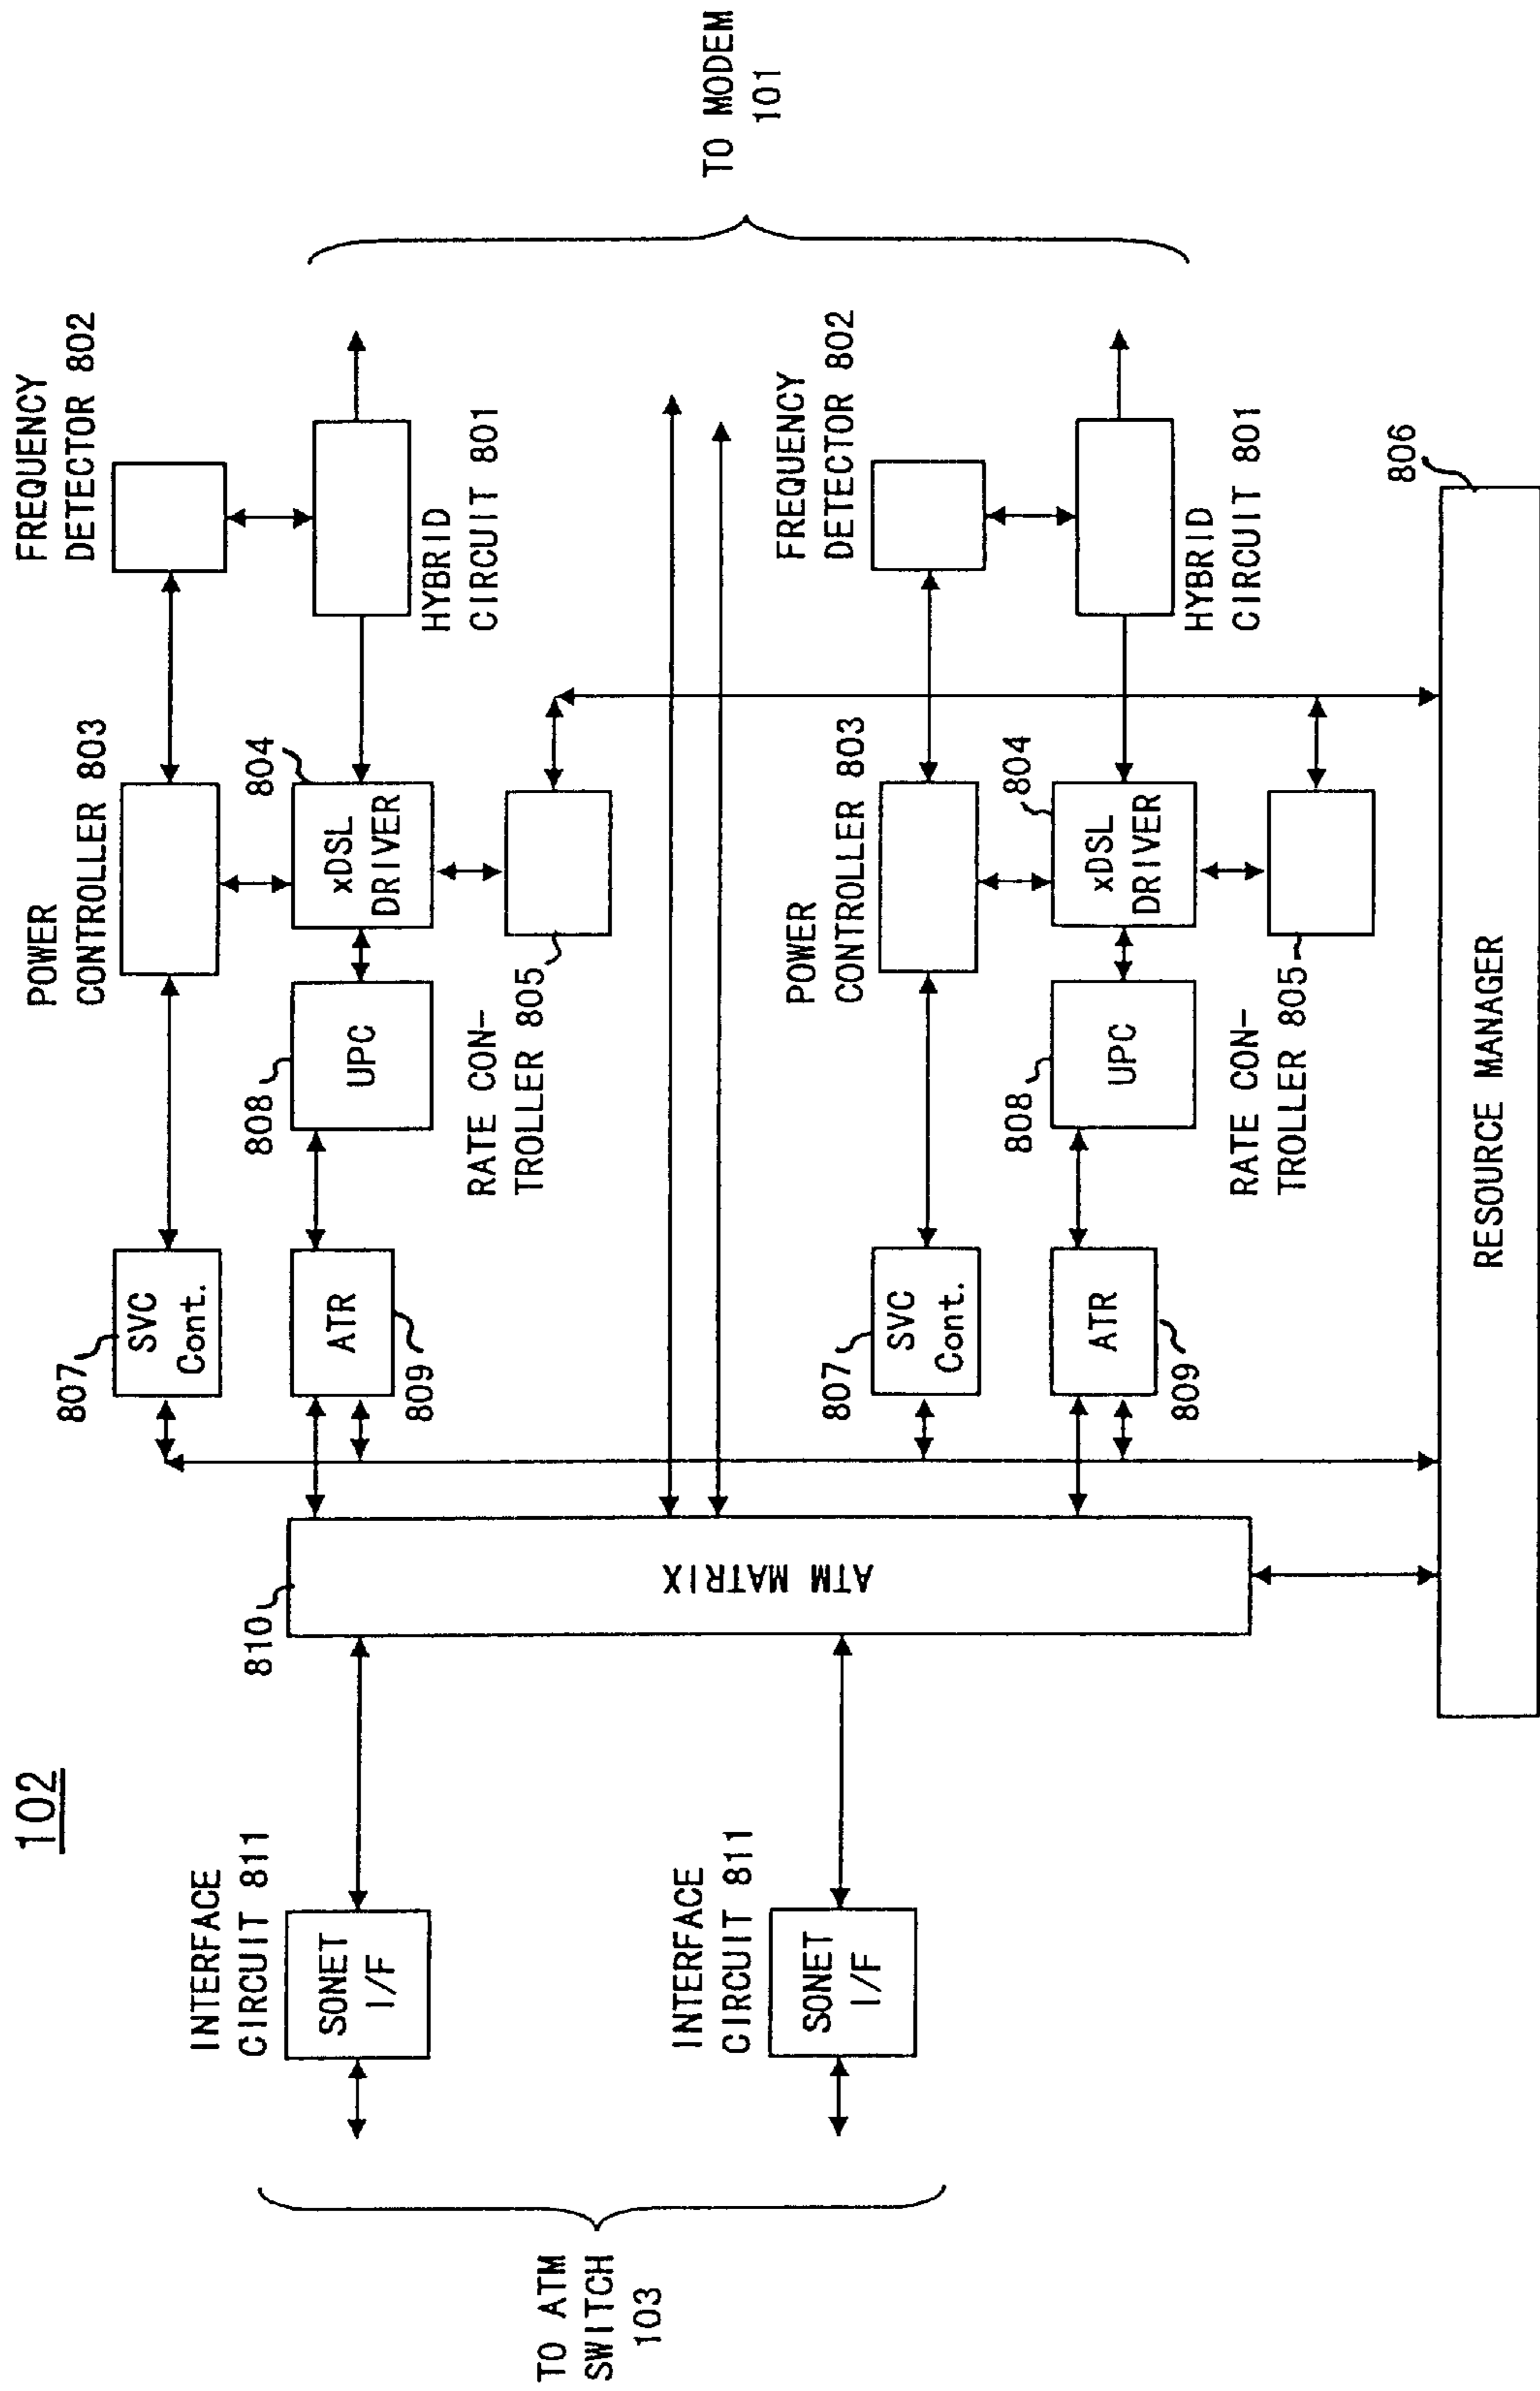 102
FREQUENCY
DETECTOR 802
POWER
CONTROLLER 803
807
SVC
Cont.
HYBRID
CIRCUIT 801
804
xDSL
DRIVER
808
UPC
ATR
809
RATE CON-
TROLLER 805
INTERFACE
CIRCUIT 811
SONET
I/F
810
ATM MATRIX
TO MODEM
101
TO ATM
SWITCH
103
INTERFACE
CIRCUIT 811
SONET
I/F
FREQUENCY
DETECTOR 802
POWER
CONTROLLER 803
807
SVC
Cont.
HYBRID
CIRCUIT 801
804
xDSL
DRIVER
808
UPC
ATR
809
RATE CON-
TROLLER 805
806
RESOURCE MANAGER